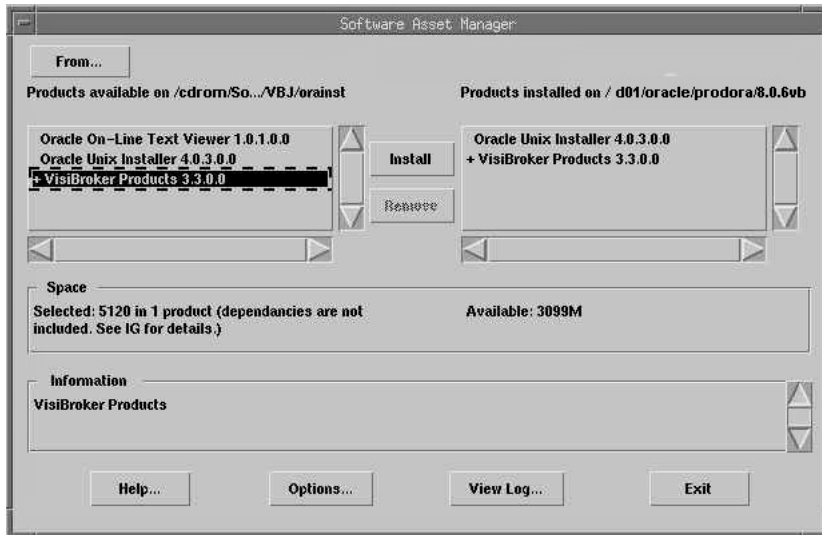 Software Asset Manager
From...
Products available on /cdrom/So.../VBJ/orainst
Products installed on / d01/oracle/prodora/8.0.6vb
Oracle On-Line Text Viewer 1.0.1.0.0
Oracle Unix Installer 4.0.3.0.0
+ VisiBroker Products 3.3.0.0
Install
Remove
Oracle Unix Installer 4.0.3.0.0
+ VisiBroker Products 3.3.0.0
Space
Selected: 5120 in 1 product (dependancies are not
included. See IG for details.)
Available: 3099M
Information
VisiBroker Products
Help...
Options...
View Log...
Exit